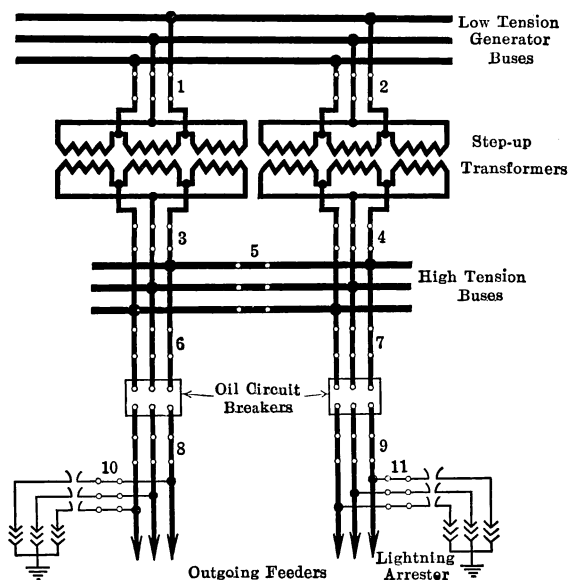 Low Tension
Generator
Buses
1
2
Step-up
Transformers
3
4
5
High Tension
Buses
6
7
Oil Circuit
Breakers
8
9
10
11
Lightning
Arrester
Outgoing Feeders